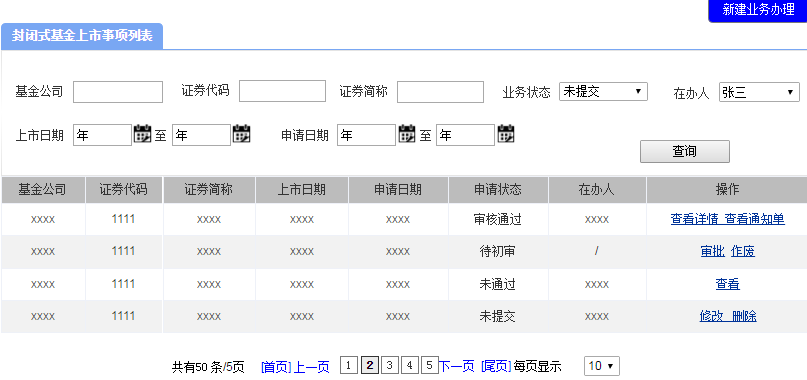 新建业务办理
封闭式基金上市事项列表
基金公司 证券代码 证券简称 业务状态 未提交 在办人 张三
上市日期 年 至 年 申请日期 年 至 年
查询
基金公司 证券代码 证券简称 上市日期 申请日期 申请状态 在办人 操作
xxxx 1111 xxxx xxxx xxxx 审核通过 xxxx 查看详情 查看通知单
xxxx 1111 xxxx xxxx xxxx 待初审 / 审批 作废
xxxx 1111 xxxx xxxx xxxx 未通过 xxxx 查看
xxxx 1111 xxxx xxxx xxxx 未提交 xxxx 修改 删除
共有50 条/5页 [首页] 上一页 1 2 3 4 5 下一页 [尾页] 每页显示 10